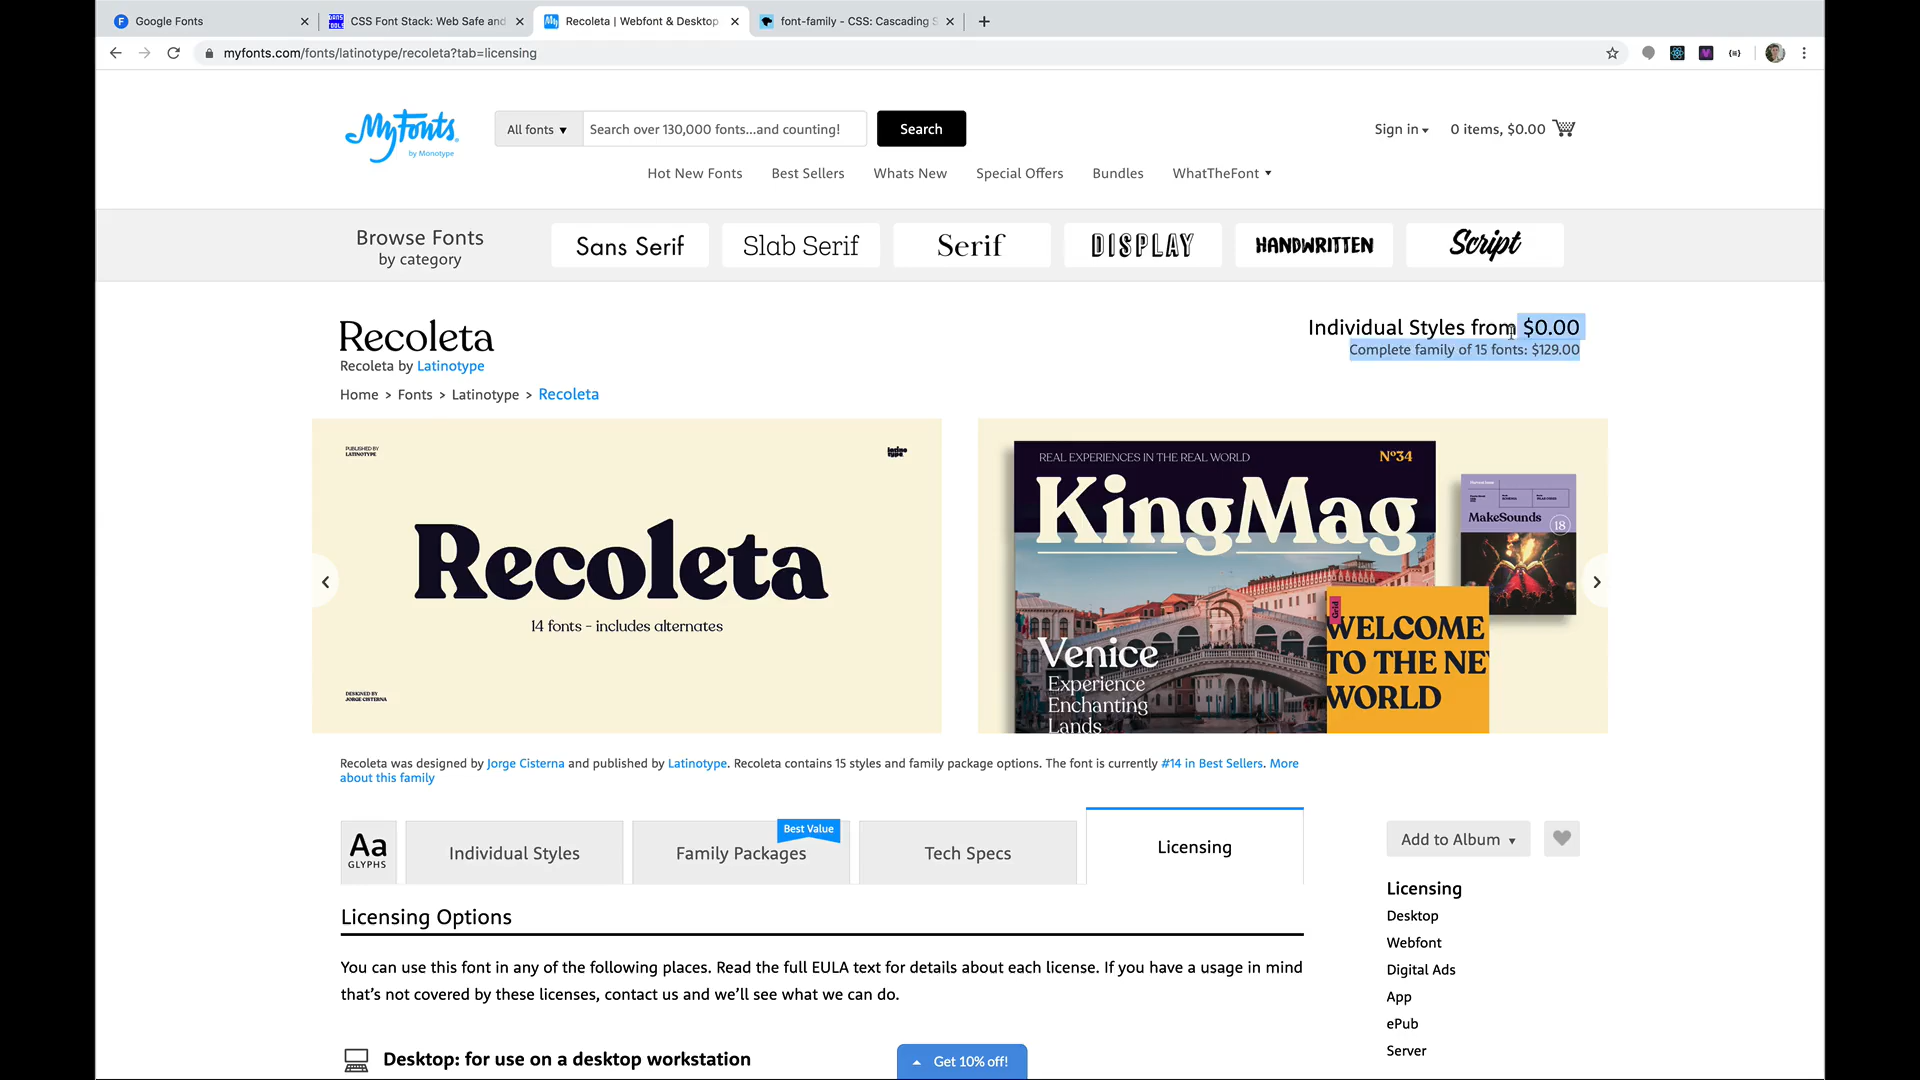 Google Fonts
CSS Font Stack: Web Safe and
Recoleta | Webfont & Desktop
font-family - CSS: Cascading S
myfonts.com/fonts/latinotype/recoleta?tab=licensing
MyFonts
by Monotype
All fonts ▼
Search over 130,000 fonts...and counting!
Search
Sign in
0 items, $0.00
Hot New Fonts
Best Sellers
Whats New
Special Offers
Bundles
WhatTheFont
Browse Fonts
by category
Sans Serif
Slab Serif
Serif
DISPLAY
HANDWRITTEN
Script
Recoleta
Recoleta by Latinotype
Individual Styles from $0.00
Complete family of 15 fonts: $129.00
Home > Fonts > Latinotype > Recoleta
PUBLISHED BY
LATINOTYPE
latino
type
Recoleta
14 fonts - includes alternates
DESIGNED BY
JORGE CISTERNA
REAL EXPERIENCES IN THE REAL WORLD
Nº34
KingMag
Venice
Experience
Enchanting
Lands
MakeSounds
18
Grid
WELCOME
TO THE NE
WORLD
Recoleta was designed by Jorge Cisterna and published by Latinotype. Recoleta contains 15 styles and family package options. The font is currently #14 in Best Sellers. More
about this family
Aa
GLYPHS
Individual Styles
Best Value
Family Packages
Tech Specs
Licensing
Add to Album ▼
Licensing Options
You can use this font in any of the following places. Read the full EULA text for details about each license. If you have a usage in mind
that’s not covered by these licenses, contact us and we’ll see what we can do.
Desktop: for use on a desktop workstation
Licensing
Desktop
Webfont
Digital Ads
App
ePub
Server
Get 10% off!